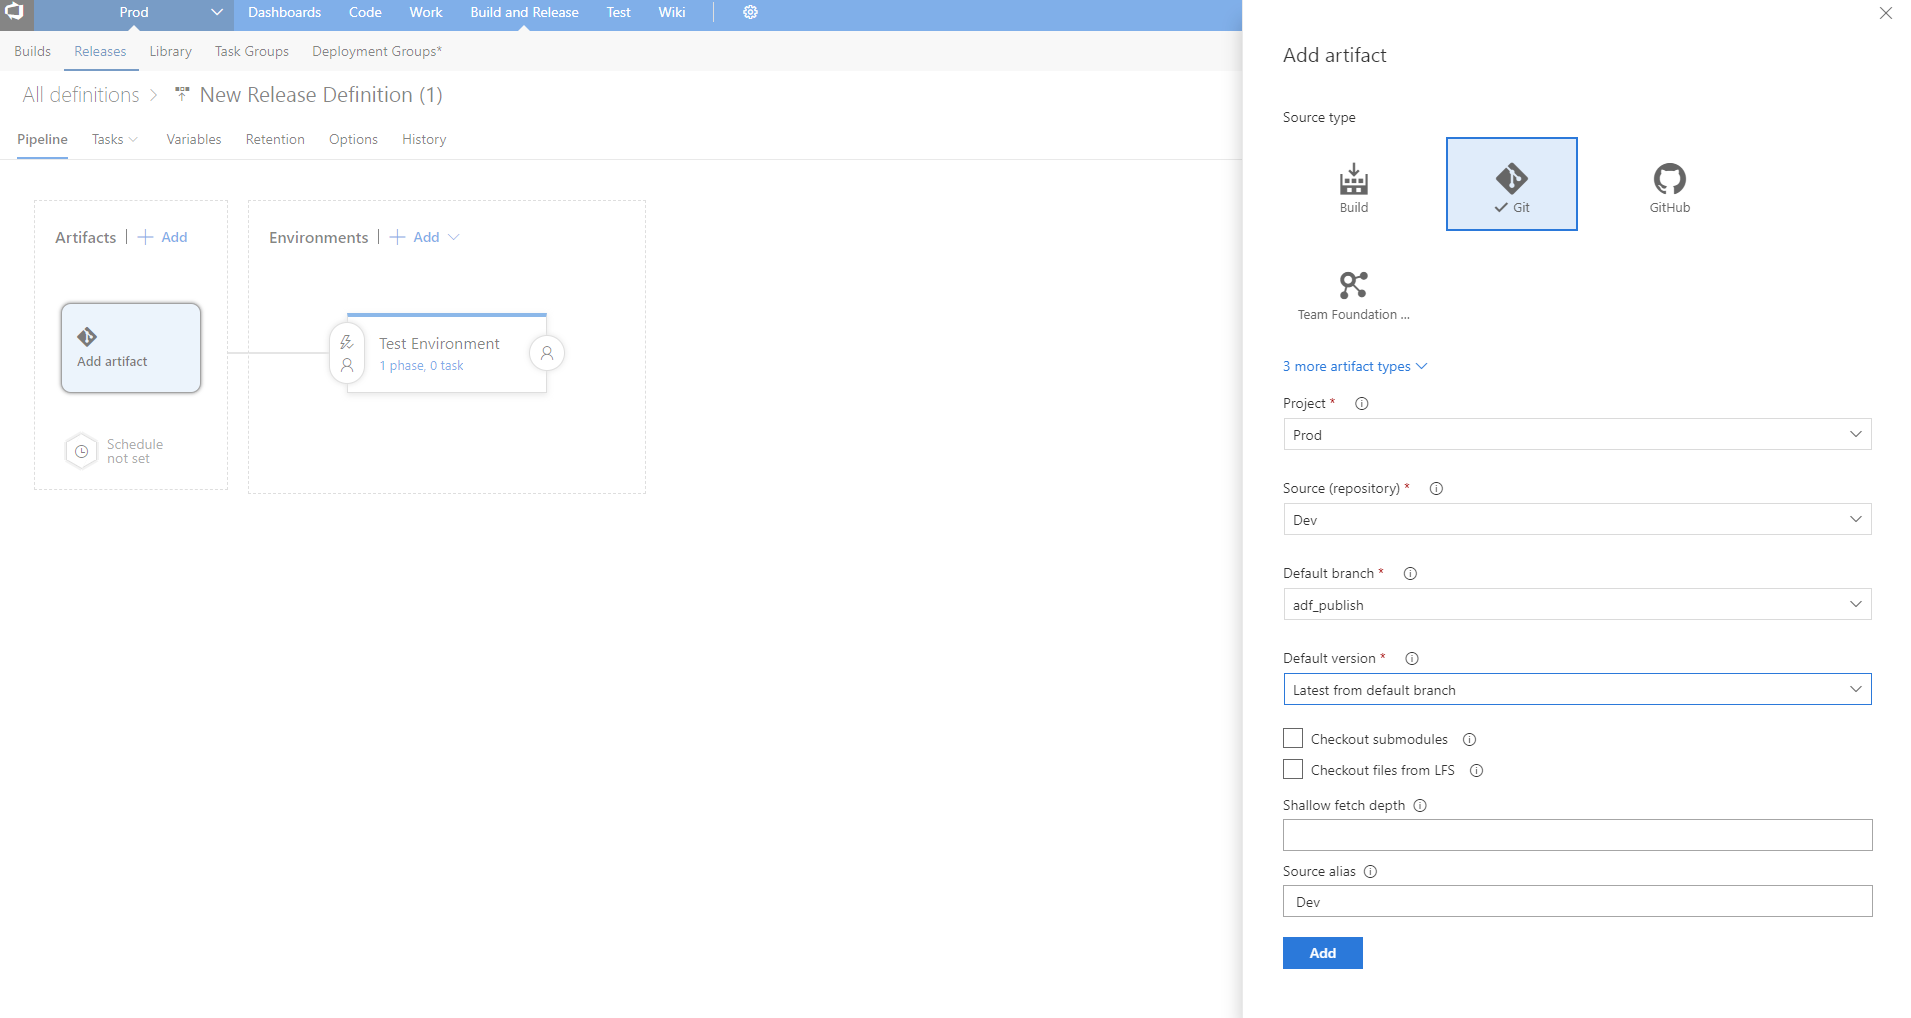 Prod
Dashboards
Code
Work
Build and Release
Test
Wiki
Builds
Releases
Library
Task Groups
Deployment Groups*
All definitions
New Release Definition (1)
Pipeline
Tasks
Variables
Retention
Options
History
Artifacts
Add
Environments
Add
Add artifact
Test Environment
1 phase, 0 task
Schedule
not set
Add artifact
Source type
Build
Git
GitHub
Team Foundation ...
3 more artifact types
Project *
Prod
Source (repository) *
Dev
Default branch *
adf_publish
Default version *
Latest from default branch
Checkout submodules
Checkout files from LFS
Shallow fetch depth
Source alias
Dev
Add